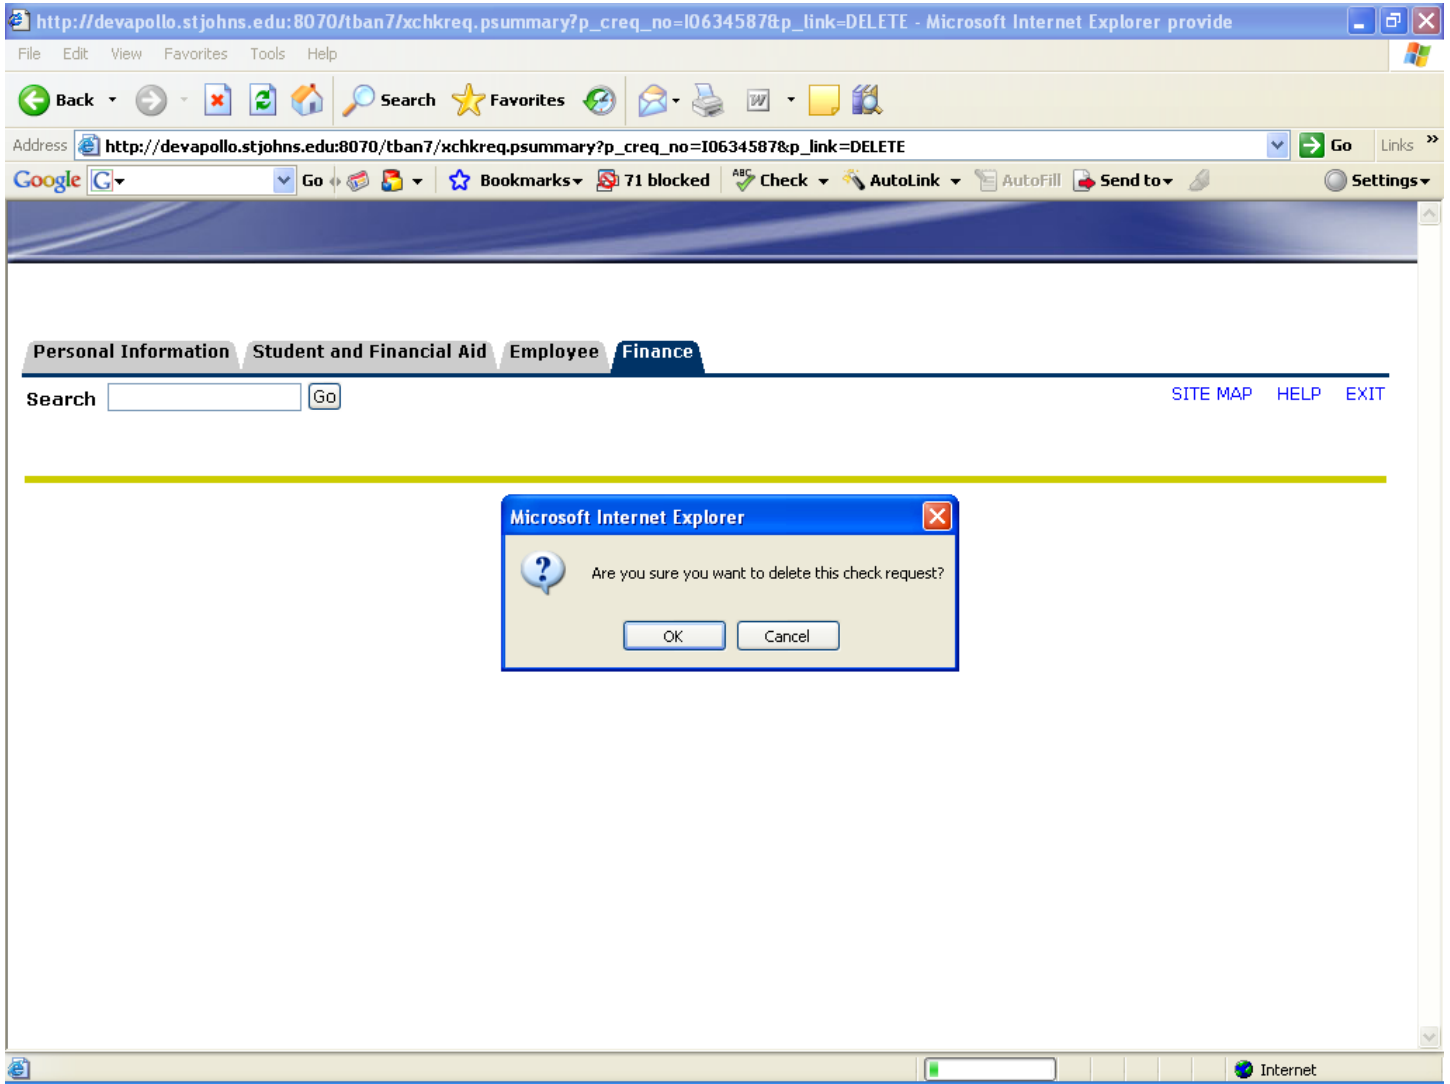 http://devapollo.stjohns.edu:8070/tban7/xchkreq.psummary?p_creq_no=I0634587&p_link=DELETE - Microsoft Internet Explorer provide
File Edit View Favorites Tools Help
Back Search Favorites W
Address http://devapollo.stjohns.edu:8070/tban7/xchkreq.psummary?p_creq_no=I0634587&p_link=DELETE Go Links »
Google G Go Bookmarks 71 blocked ABC Check AutoLink AutoFill Send to Settings
Personal Information Student and Financial Aid Employee Finance
Search Go SITE MAP HELP EXIT
Microsoft Internet Explorer
Are you sure you want to delete this check request?
OK Cancel
Internet